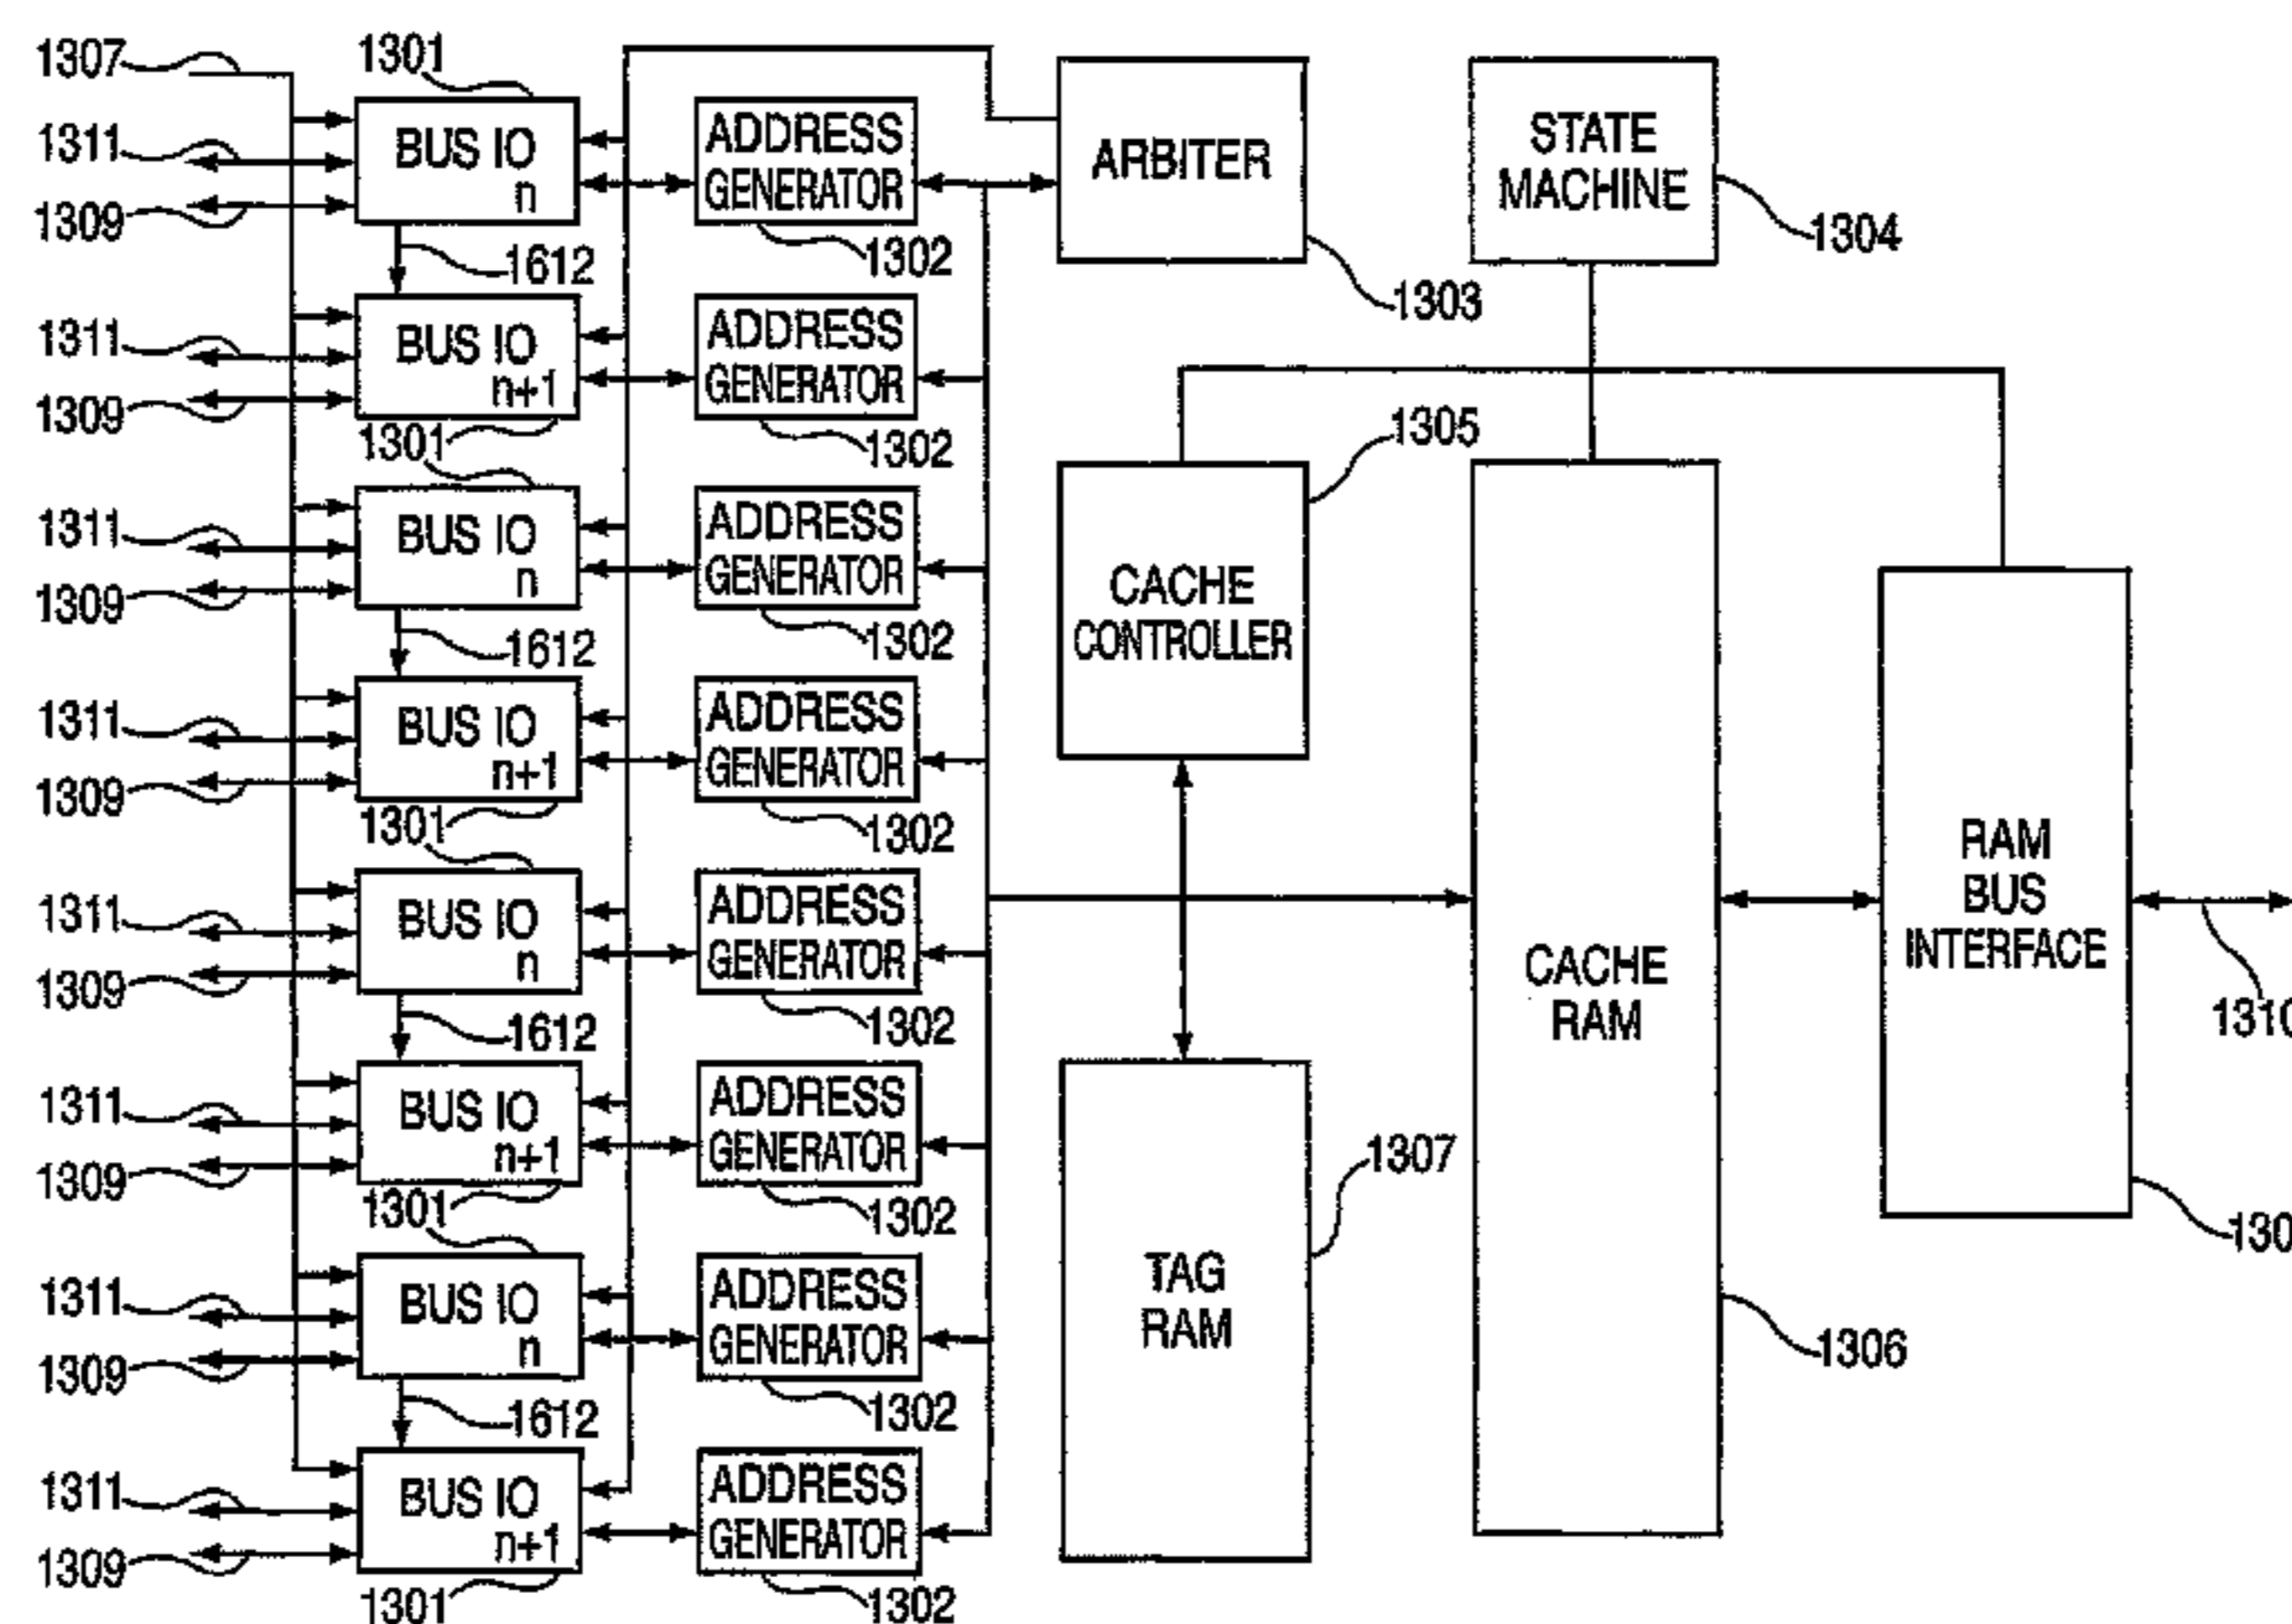 1307
1301
1311
BUS IO
n
1309
ADDRESS
GENERATOR
1302
ARBITER
1303
STATE
MACHINE
1304
1612
1311
BUS IO
n+1
1309
1301
ADDRESS
GENERATOR
1302
1311
BUS IO
n
1309
1301
ADDRESS
GENERATOR
1302
CACHE
CONTROLLER
1305
1612
1311
BUS IO
n+1
1309
ADDRESS
GENERATOR
1302
1301
1311
BUS IO
n
1309
ADDRESS
GENERATOR
1302
CACHE
RAM
RAM
BUS
INTERFACE
1310
1612
1311
BUS IO
n+1
1309
1301
ADDRESS
GENERATOR
1302
1307
130
1311
BUS IO
n
1309
ADDRESS
GENERATOR
1302
TAG
RAM
1306
1612
1311
BUS IO
n+1
1309
1301
ADDRESS
GENERATOR
1302